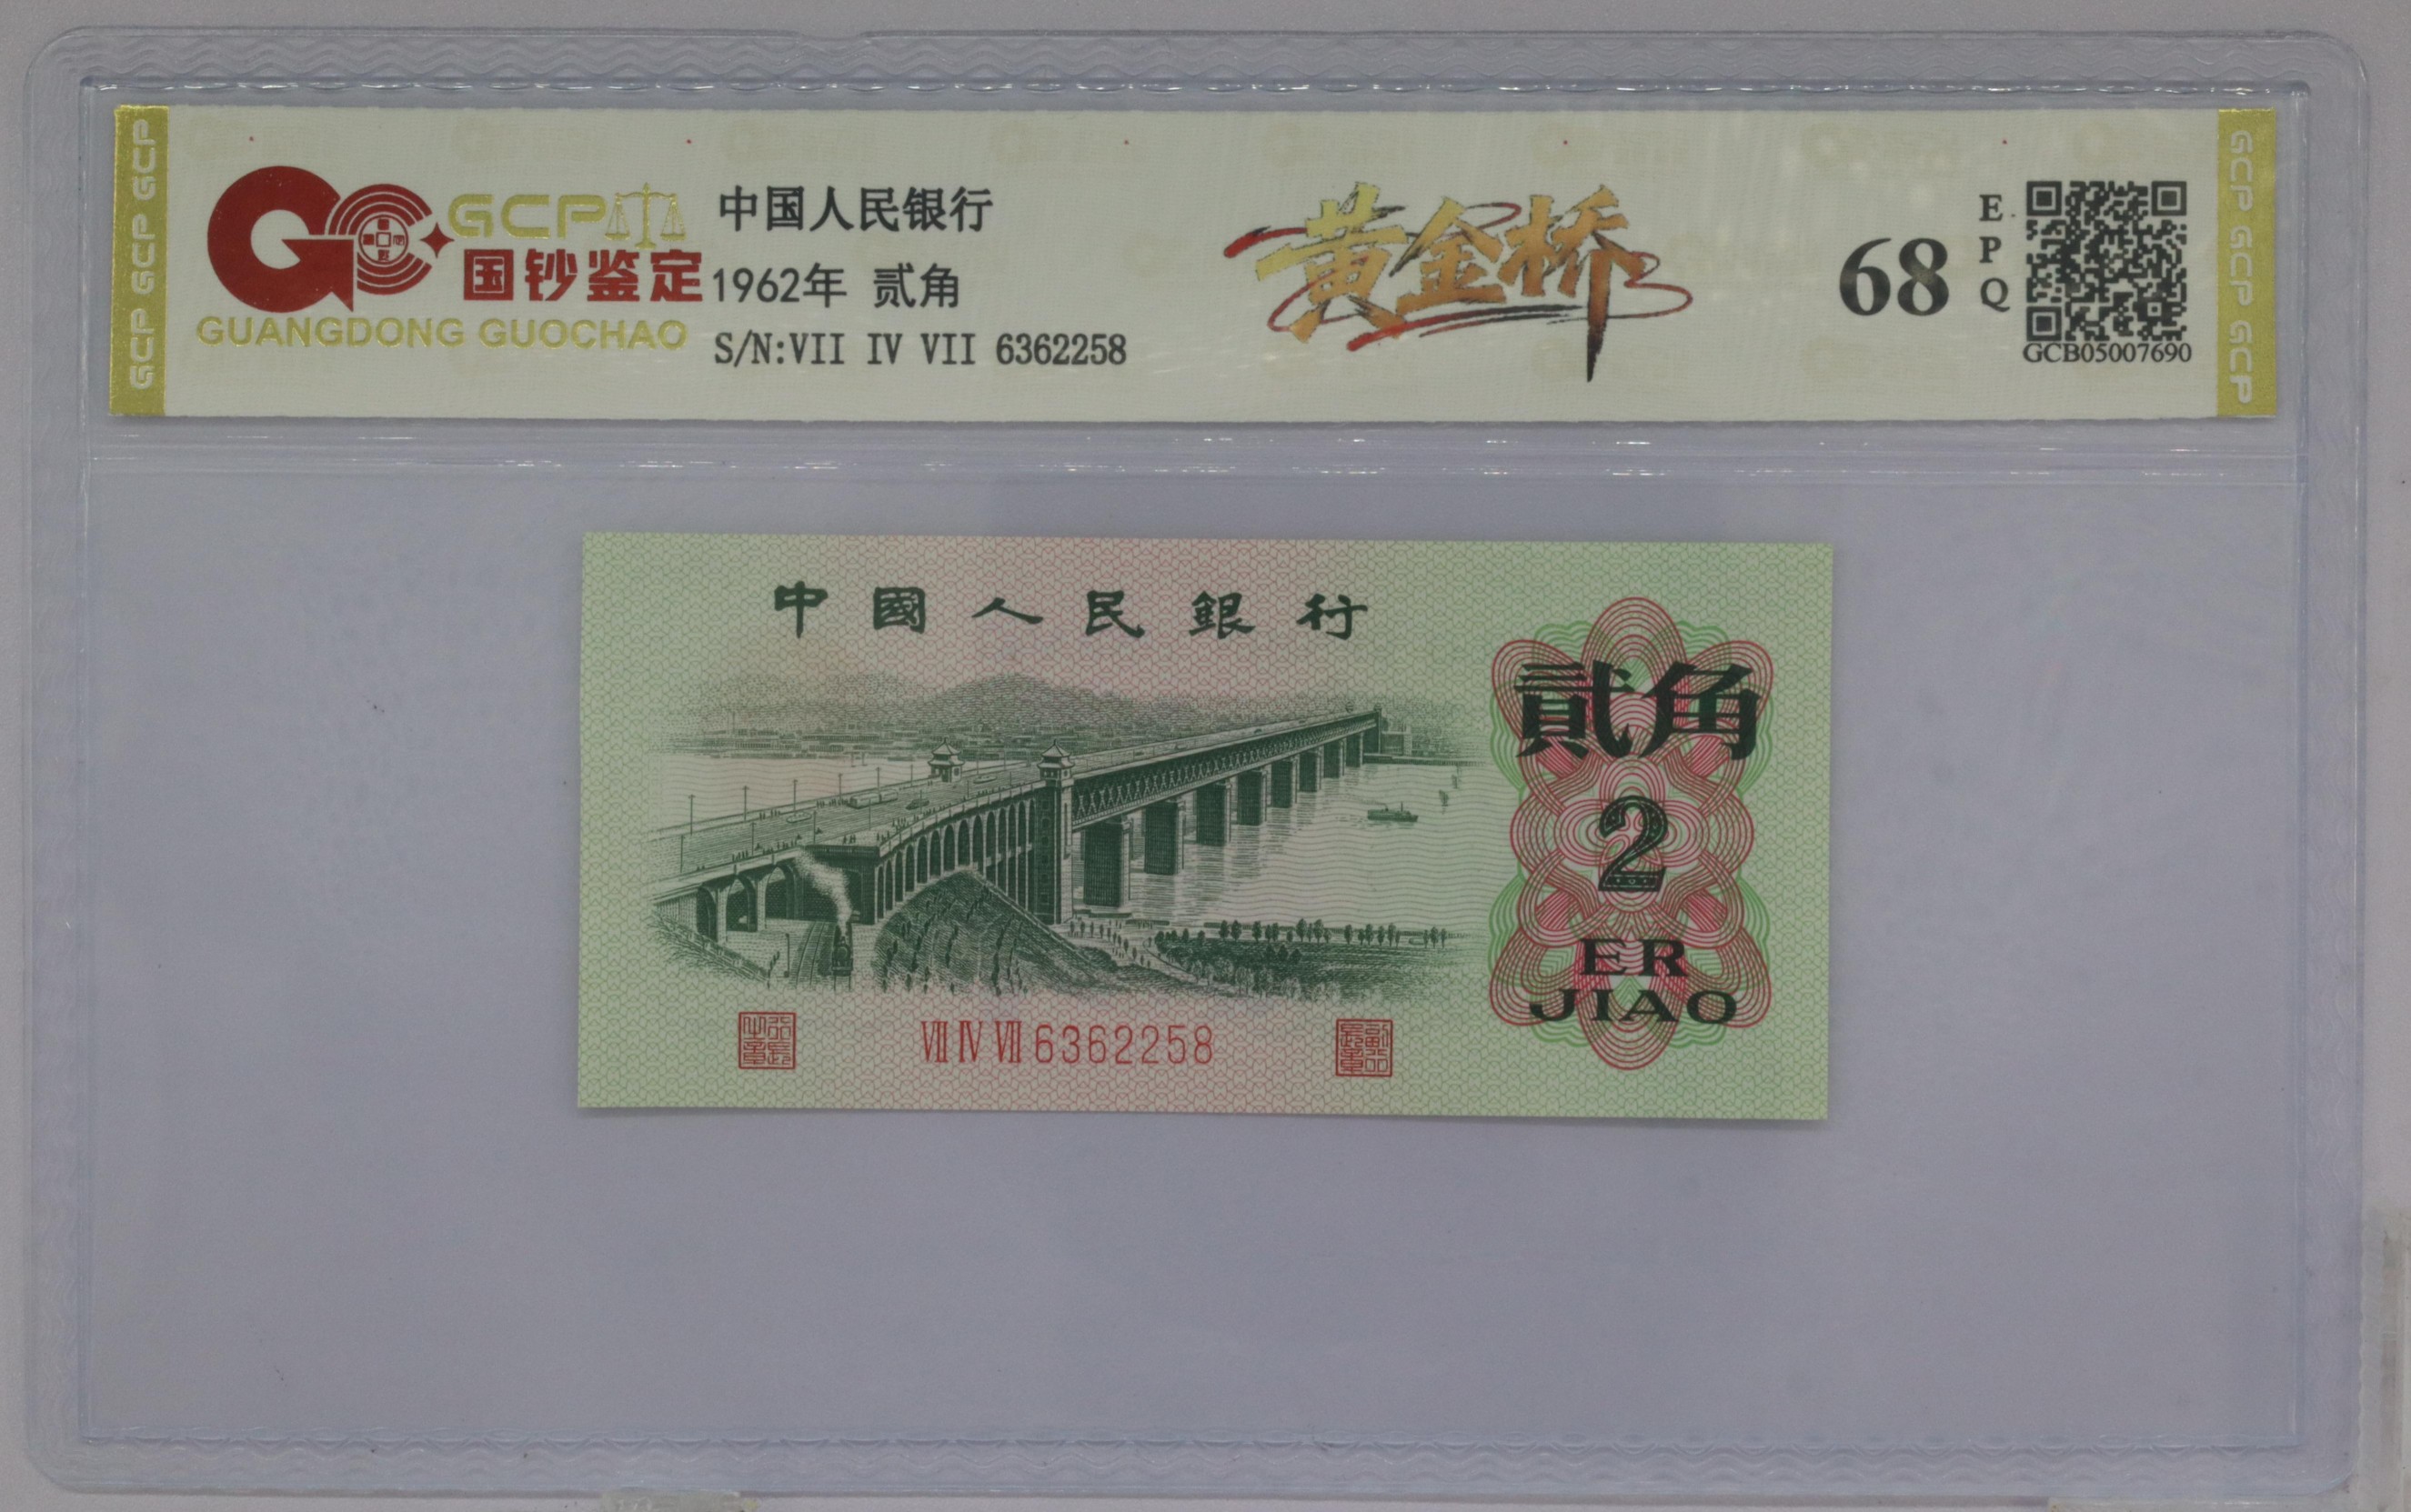 GCP GCP GCP GCP
GCP
国钞鉴定
GUANGDONG GUOCHAO
中国人民银行
1962年 贰角
S/N:VII IV VII 6362258
黄金桥
68
E
P
Q
GCB05007690
GCP GCP GCP GCP
中國人民銀行
貳角
2
ER
JIAO
VII IV VII 6362258